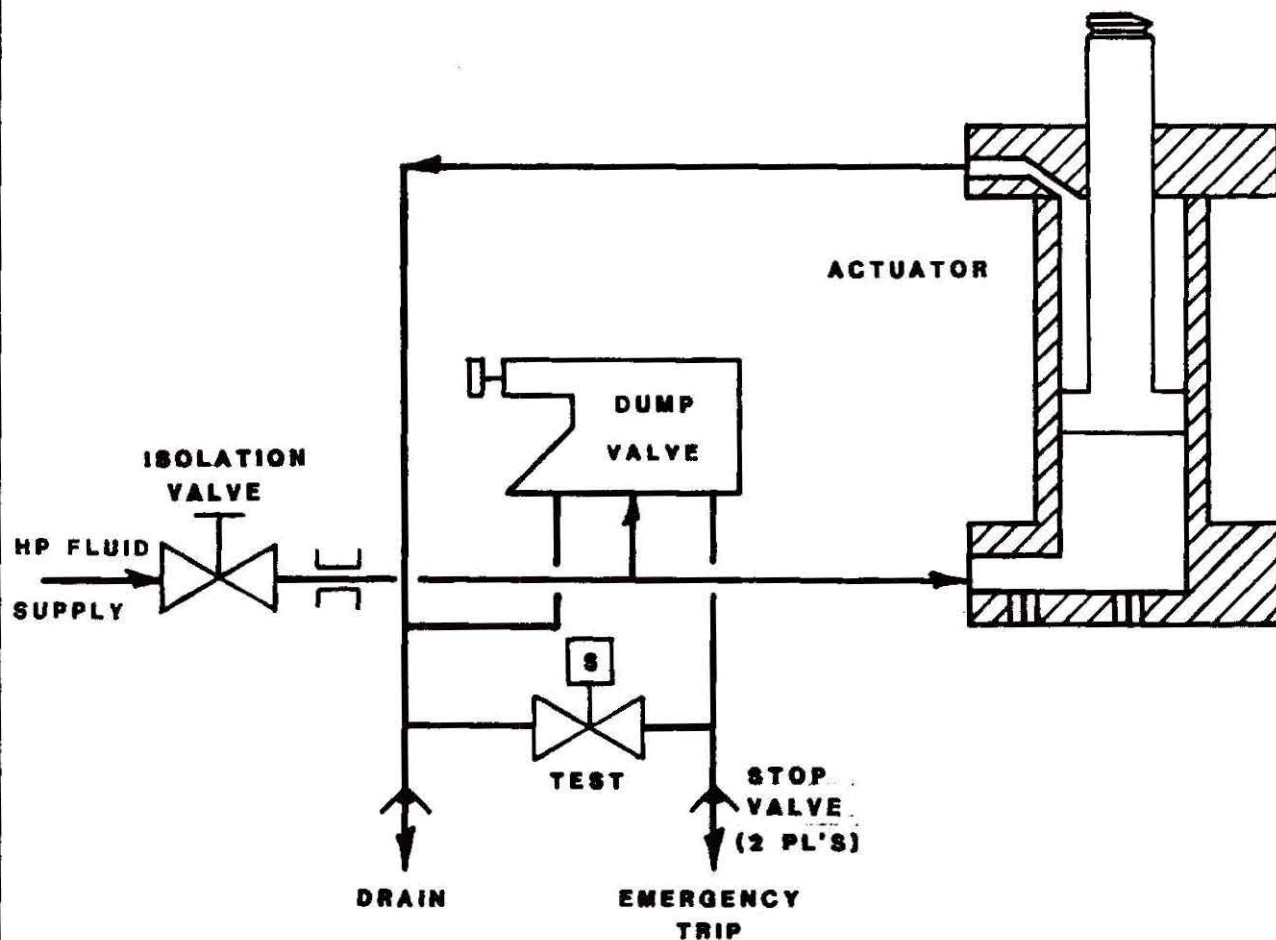 ACTUATOR
DUMP
VALVE
ISOLATION
VALVE
HP FLUID
SUPPLY
S
TEST
STOP
VALVE
(2 PL'S)
DRAIN
EMERGENCY
TRIP